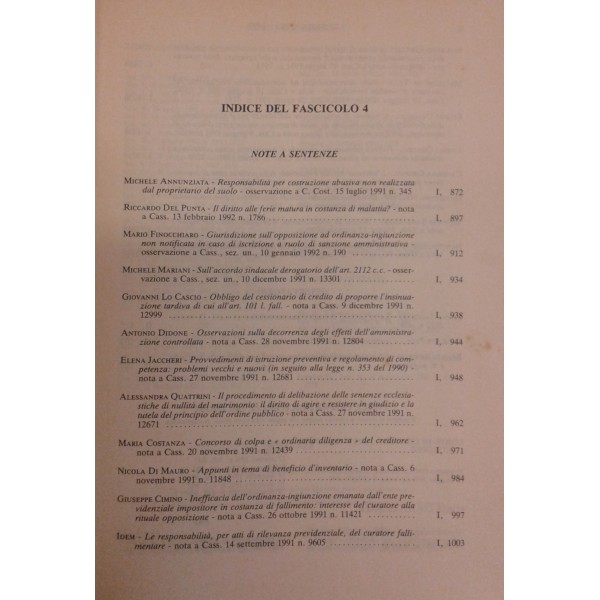 INDICE DEL FASCICOLO 4
NOTE A SENTENZE
MICHELE ANNUNZIATA - Responsabilità per costruzione abusiva non realizzata
dal proprietario del suolo - osservazione a C. Cost. 15 luglio 1991 n. 345 I, 872
RICCARDO DEL PUNTA - Il diritto alle ferie matura in costanza di malattia? - nota
a Cass. 13 febbraio 1992 n. 1786 I, 897
MARIO FINOCCHIARO - Giurisdizione sull'opposizione ad ordinanza-ingiunzione
non notificata in caso di iscrizione a ruolo di sanzione amministrativa -
osservazione a Cass., sez. un., 10 gennaio 1992 n. 190 I, 912
MICHELE MARIANI - Sull'accordo sindacale derogatorio dell'art. 2112 c.c. - osser-
vazione a Cass., sez. un., 10 dicembre 1991 n. 13301 I, 934
GIOVANNI LO CASCIO - Obbligo del cessionario di credito di proporre l'insinua-
zione tardiva di cui all'art. 101 l. fall. - nota a Cass. 9 dicembre 1991 n.
12999 I, 938
ANTONIO DIDONE - Osservazioni sulla decorrenza degli effetti dell'amministra-
zione controllata - nota a Cass. 28 novembre 1991 n. 12804 I, 944
ELENA JACCHERI - Provvedimenti di istruzione preventiva e regolamento di com-
petenza: problemi vecchi e nuovi (in seguito alla legge n. 353 del 1990) -
nota a Cass. 27 novembre 1991 n. 12681 I, 948
ALESSANDRA QUATTRINI - Il procedimento di delibazione delle sentenze ecclesia-
stiche di nullità del matrimonio: il diritto di agire e resistere in giudizio e la
tutela del principio dell'ordine pubblico - nota a Cass. 27 novembre 1991 n.
12671 I, 962
MARIA COSTANZA - Concorso di colpa e « ordinaria diligenza » del creditore -
nota a Cass. 20 novembre 1991 n. 12439 I, 971
NICOLA DI MAURO - Appunti in tema di beneficio d'inventario - nota a Cass. 6
novembre 1991 n. 11848 I, 984
GIUSEPPE CIMINO - Inefficacia dell'ordinanza-ingiunzione emanata dall'ente pre-
videnziale impositore in costanza di fallimento: interesse del curatore alla
rituale opposizione - nota a Cass. 26 ottobre 1991 n. 11421 I, 997
IDEM - Le responsabilità, per atti di rilevanza previdenziale, del curatore falli-
mentare - nota a Cass. 14 settembre 1991 n. 9605 I, 1003